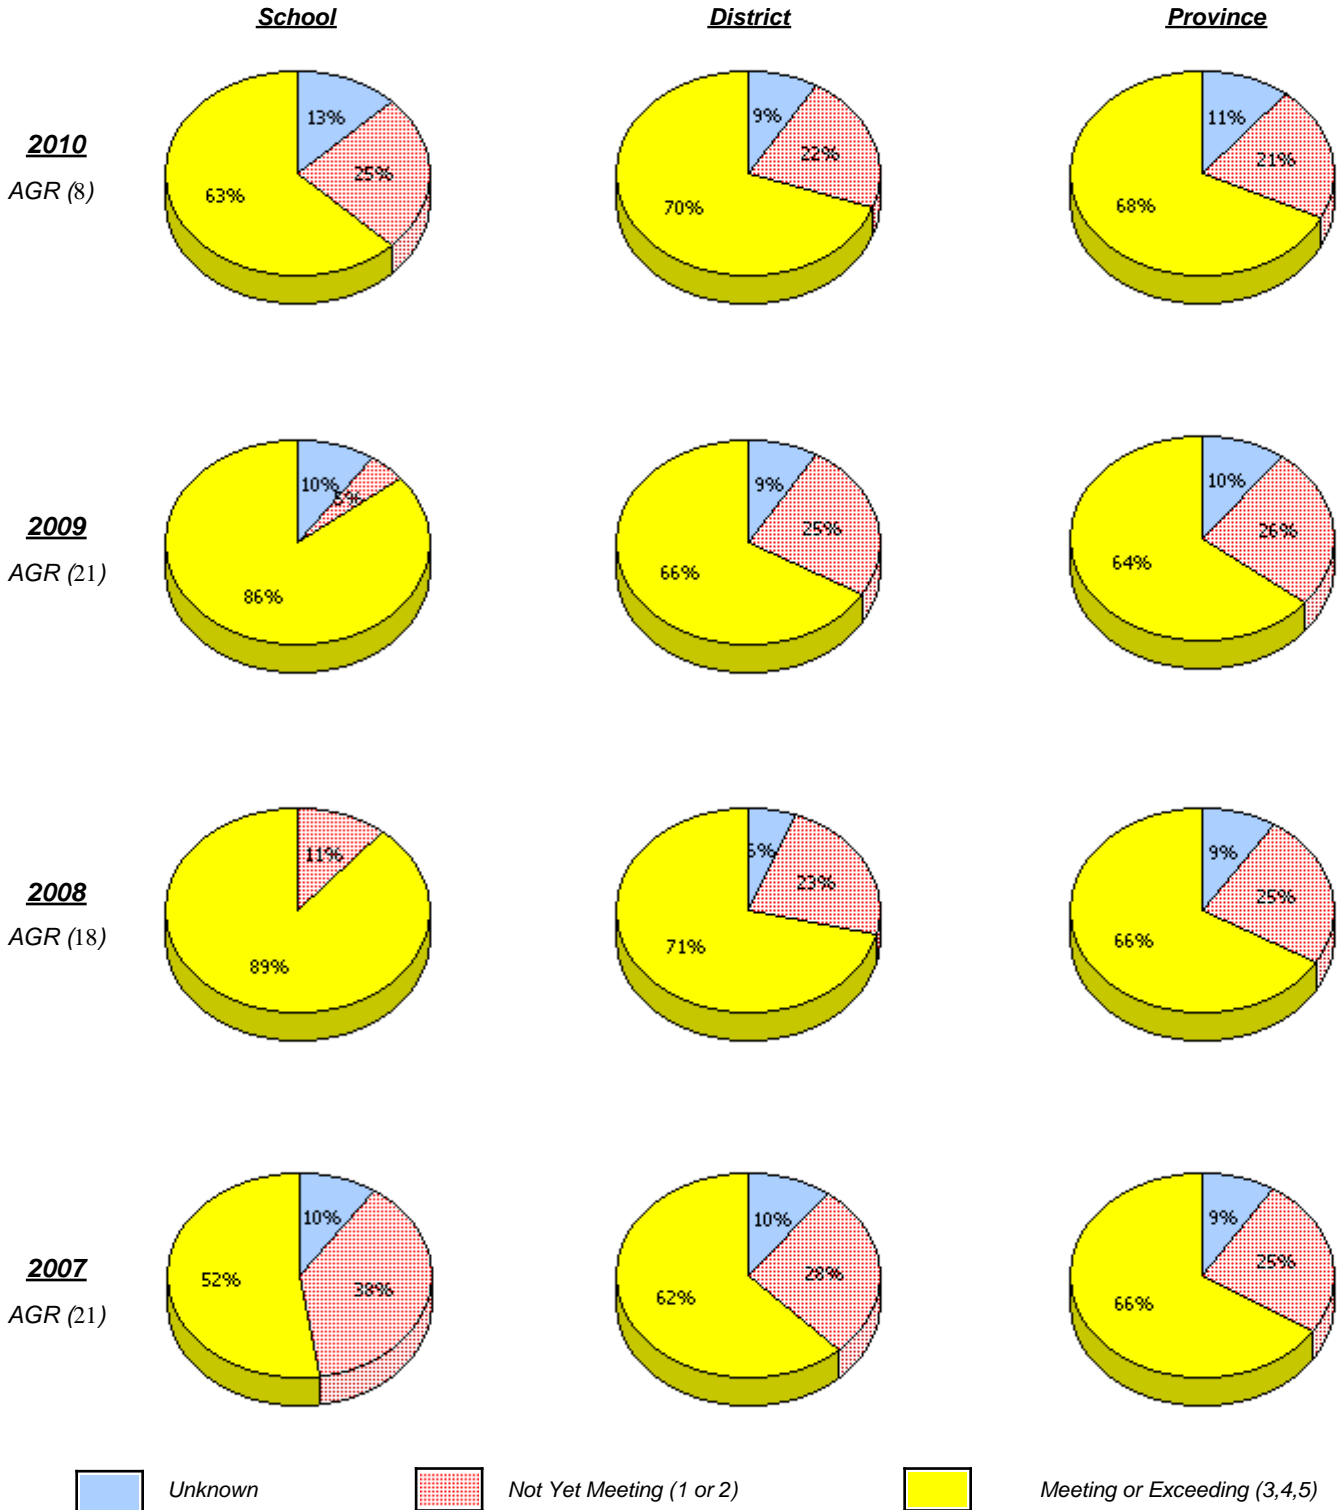 School District Province
2010
AGR (8)
13% 25% 63%
9% 22% 70%
11% 21% 68%
2009
AGR (21)
10% 5% 86%
9% 25% 66%
10% 26% 64%
2008
AGR (18)
11% 89%
23% 71%
9% 25% 66%
2007
AGR (21)
10% 38% 52%
10% 28% 62%
9% 25% 66%
Unknown Not Yet Meeting (1 or 2) Meeting or Exceeding (3,4,5)